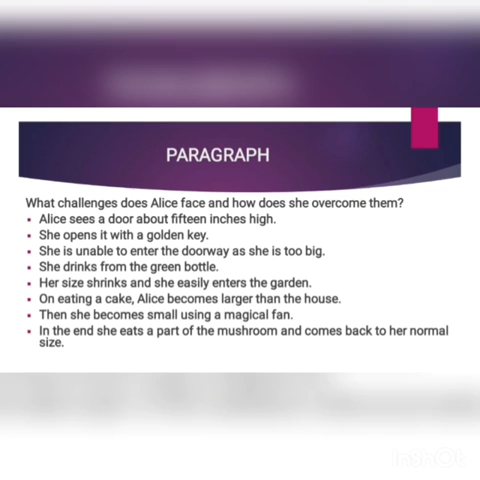 PARAGRAPH
What challenges does Alice face and how does she overcome them?
• Alice sees a door about fifteen inches high.
• She opens it with a golden key.
• She is unable to enter the doorway as she is too big.
• She drinks from the green bottle.
• Her size shrinks and she easily enters the garden.
• On eating a cake, Alice becomes larger than the house.
• Then she becomes small using a magical fan.
• In the end she eats a part of the mushroom and comes back to her normal
size.
InShOt